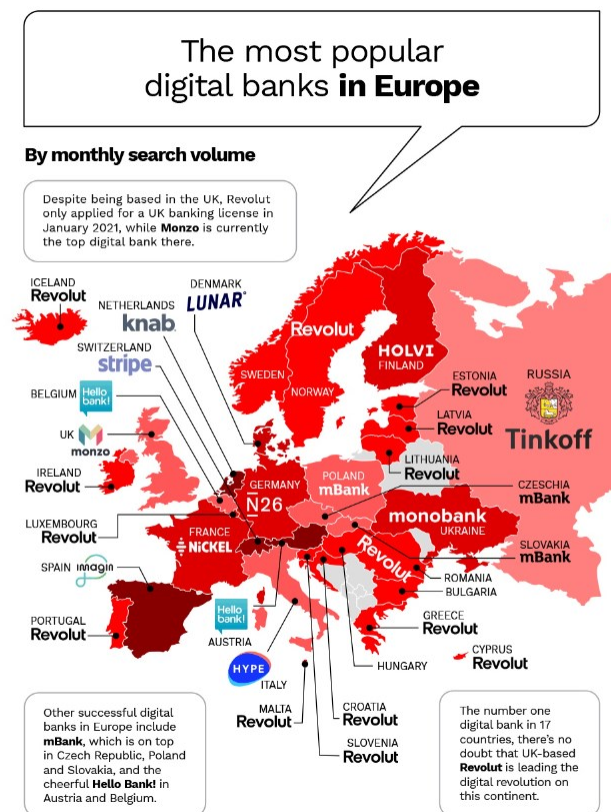 The most popular
digital banks in Europe
By monthly search volume
Despite being based in the UK, Revolut
only applied for a UK banking license in
January 2021, while Monzo is currently
the top digital bank there.
ICELAND
Revolut
DENMARK
LUNAR®
NETHERLANDS
knab
SWITZERLAND
stripe
BELGIUM
Hello
bank!
UK
monzo
IRELAND
Revolut
LUXEMBOURG
Revolut
SPAIN
imagin
PORTUGAL
Revolut
Revolut
SWEDEN
NORWAY
HOLVI
FINLAND
ESTONIA
Revolut
LATVIA
Revolut
LITHUANIA
Revolut
RUSSIA
Tinkoff
GERMANY
N26
POLAND
mBank
CZESCHIA
mBank
FRANCE
NiCKEL
monobank
UKRAINE
SLOVAKIA
mBank
Revolut
ROMANIA
BULGARIA
GREECE
Revolut
CYPRUS
Revolut
HUNGARY
Hello
bank!
AUSTRIA
HYPE
ITALY
MALTA
Revolut
CROATIA
Revolut
SLOVENIA
Revolut
Other successful digital
banks in Europe include
mBank, which is on top
in Czech Republic, Poland
and Slovakia, and the
cheerful Hello Bank! in
Austria and Belgium.
The number one
digital bank in 17
countries, there's no
doubt that UK-based
Revolut is leading the
digital revolution on
this continent.